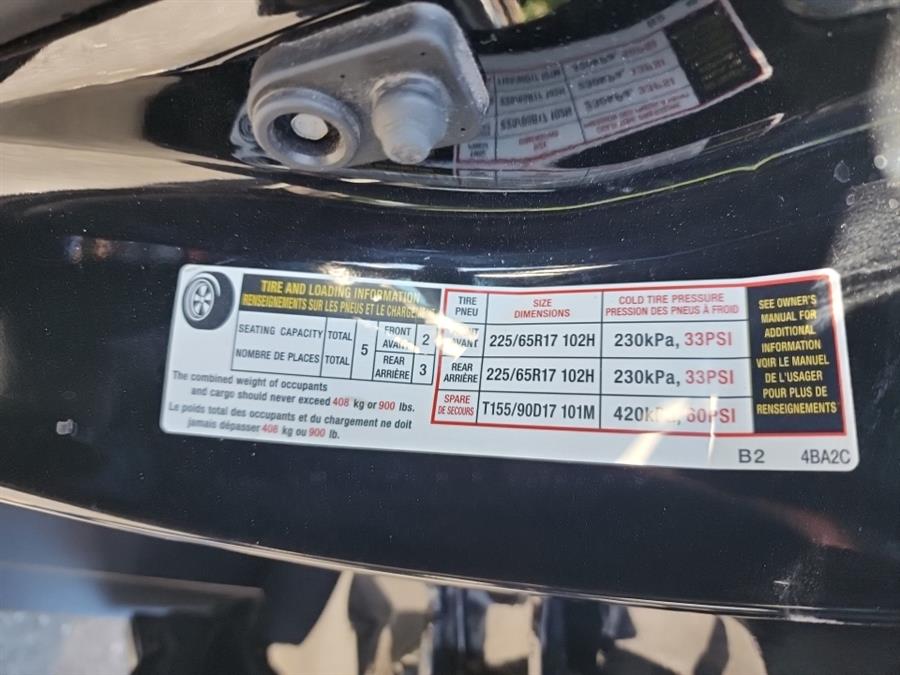 TIRE AND LOADING INFORMATION
RENSEIGNEMENTS SUR LES PNEUS ET LE CHARGEMENT
SEATING CAPACITY TOTAL 5 FRONT AVANT 2
NOMBRE DE PLACES TOTAL REAR ARRIÈRE 3
The combined weight of occupants
and cargo should never exceed 408 kg or 900 lbs.
Le poids total des occupants et du chargement ne doit
jamais dépasser 408 kg ou 900 lb.
TIRE PNEU SIZE DIMENSIONS COLD TIRE PRESSURE PRESSION DES PNEUS À FROID
FRONT AVANT 225/65R17 102H 230kPa, 33PSI
REAR ARRIÈRE 225/65R17 102H 230kPa, 33PSI
SPARE DE SECOURS T155/90D17 101M 420kPa, 60PSI
SEE OWNER'S
MANUAL FOR
ADDITIONAL
INFORMATION
VOIR LE MANUEL
DE L'USAGER
POUR PLUS DE
RENSEIGNEMENTS
B2 4BA2C